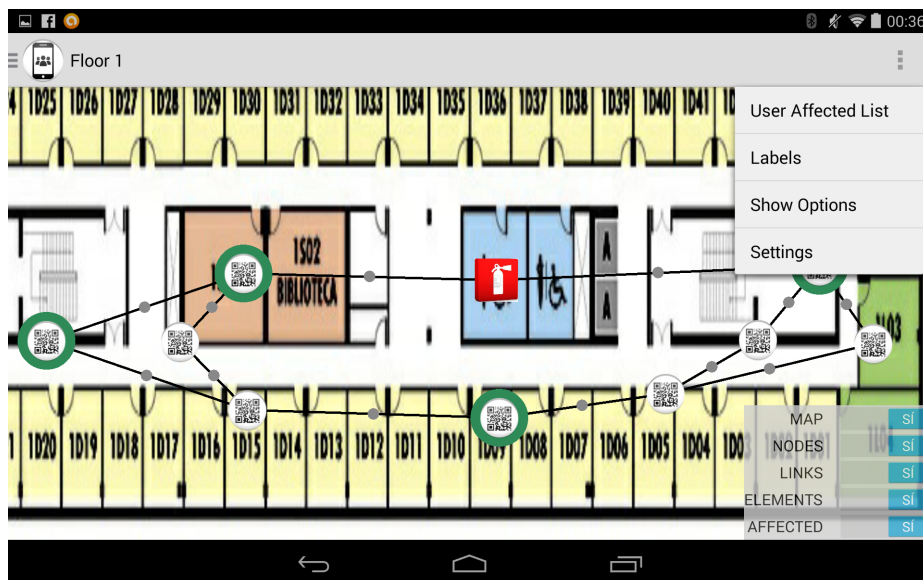 00:36
Floor 1
1D25 1D26 1D27 1D28 1D29 1D30 1D31 1D32 1D33 1D34 1D35 1D36 1D37 1D38 1D39 1D40 1D41
User Affected List
Labels
Show Options
Settings
1S02
BIBLIOTECA
A
A
1D20 1D19 1D18 1D17 1D16 1D15 1D14 1D13 1D12 1D11 1D10 1D09 1D08 1D07 1D06 1D05 1D04
MAP SÍ
NODES SÍ
LINKS SÍ
ELEMENTS SÍ
AFFECTED SÍ